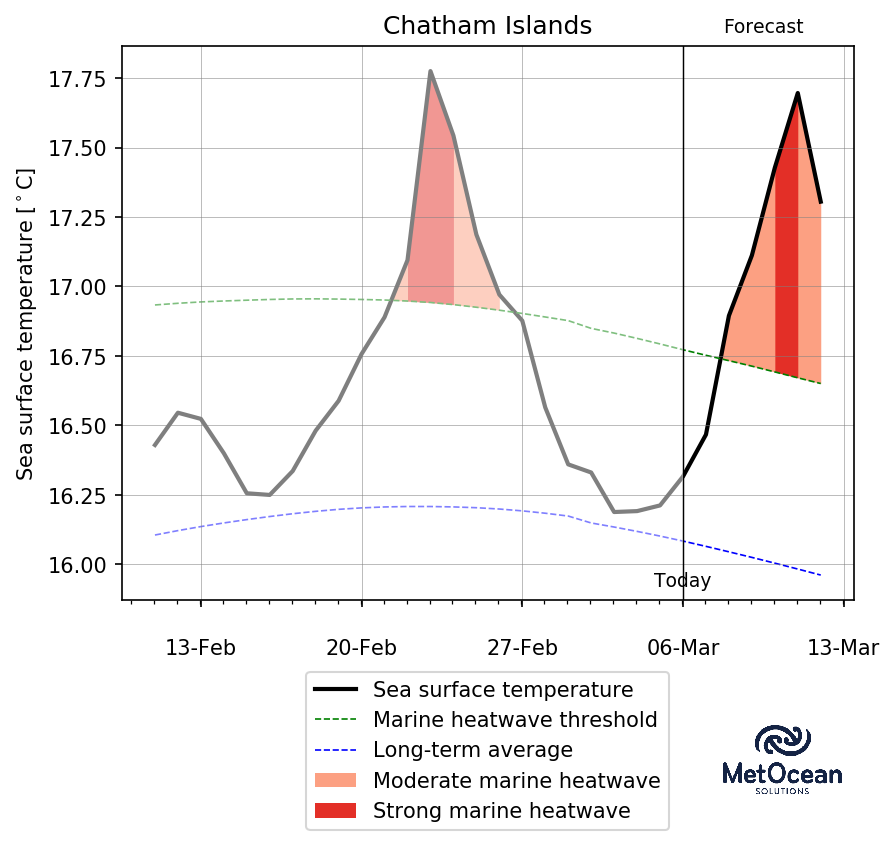 Chatham Islands
Forecast
Sea surface temperature [°C]
17.75
17.50
17.25
17.00
16.75
16.50
16.25
16.00
Today
13-Feb
20-Feb
27-Feb
06-Mar
13-Mar
Sea surface temperature
Marine heatwave threshold
Long-term average
Moderate marine heatwave
Strong marine heatwave
MetOcean
SOLUTIONS